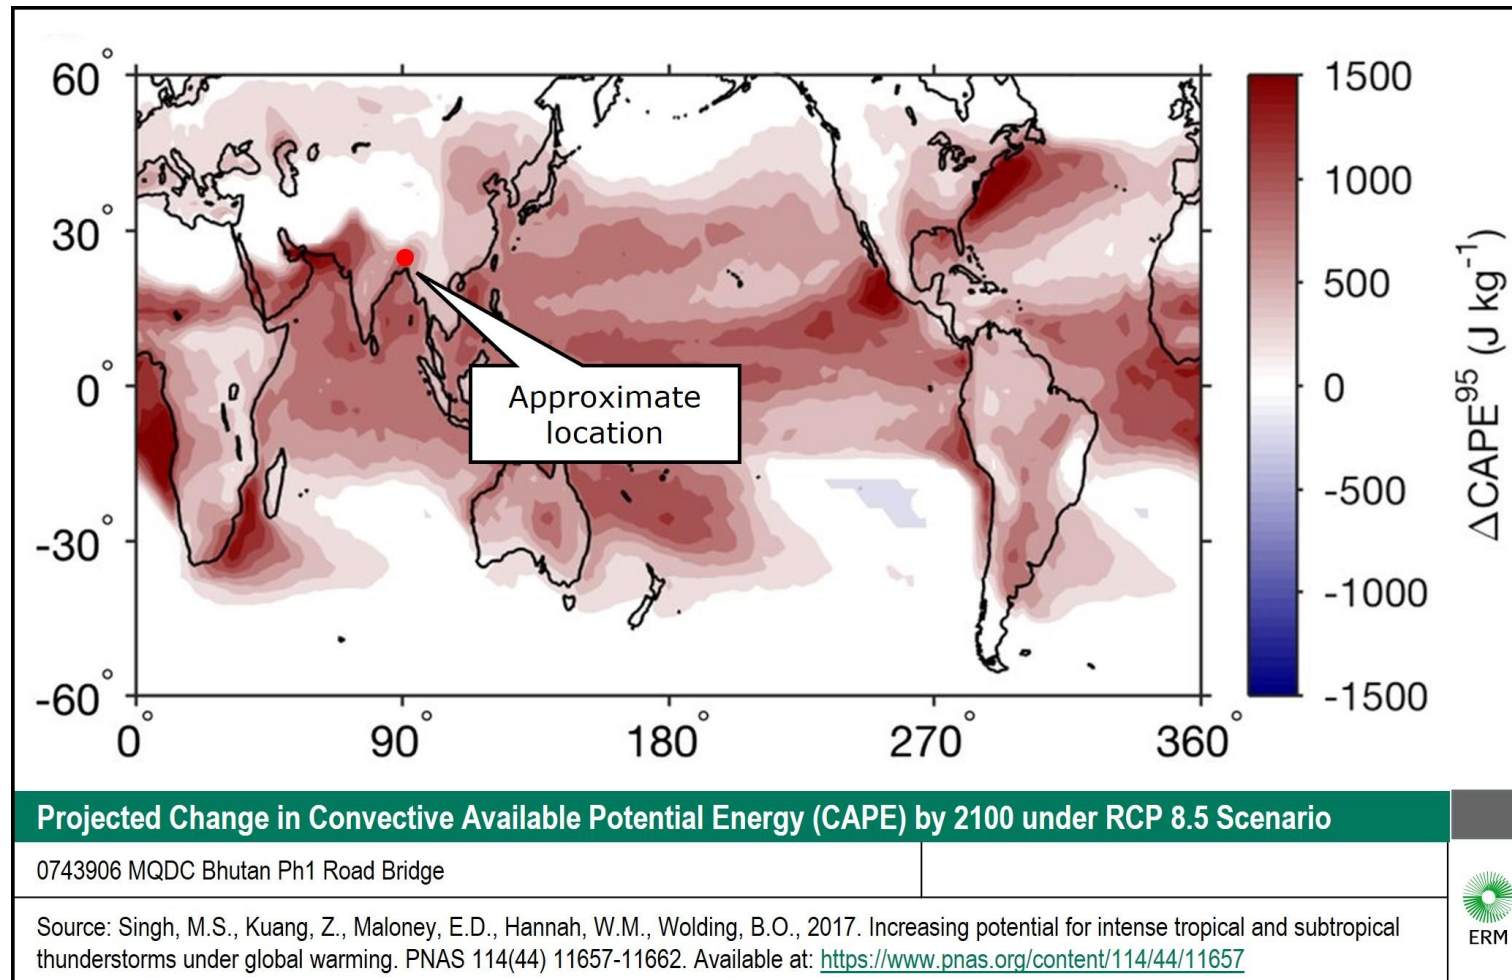 60°
30°
0°
-30°
-60°
0°
90°
180°
270°
360°
Approximate
location
1500
1000
500
0
-500
-1000
-1500
△CAPE⁹⁵ (J kg⁻¹)
Projected Change in Convective Available Potential Energy (CAPE) by 2100 under RCP 8.5 Scenario
0743906 MQDC Bhutan Ph1 Road Bridge
Source: Singh, M.S., Kuang, Z., Maloney, E.D., Hannah, W.M., Wolding, B.O., 2017. Increasing potential for intense tropical and subtropical
thunderstorms under global warming. PNAS 114(44) 11657-11662. Available at: https://www.pnas.org/content/114/44/11657
ERM